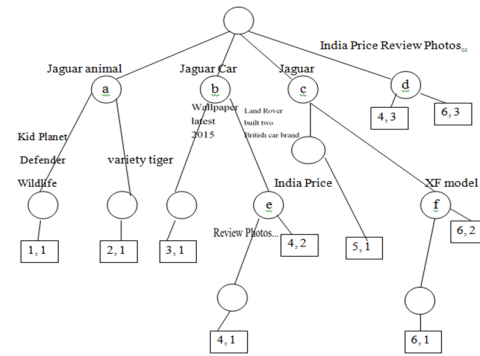 India Price Review Photos..
Jaguar animal
Jaguar Car
Jaguar
a
b
c
d
Wallpaper
latest
2015
Land Rover
built two
British car brand
4, 3
6, 3
Kid Planet
Defender
Wildlife
variety tiger
India Price
XF model
e
f
Review Photos...
1, 1
2, 1
3, 1
4, 2
5, 1
6, 2
4, 1
6, 1